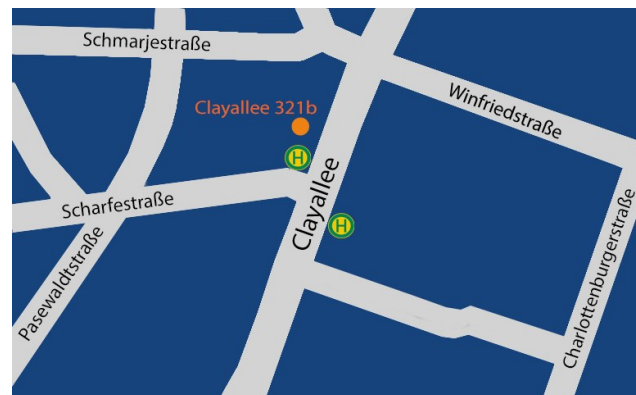 Schmarjestraße
Winfriedstraße
Clayallee 321b
H
Clayallee
Scharfestraße
H
Pasewaldtstraße
Charlottenburgerstraße